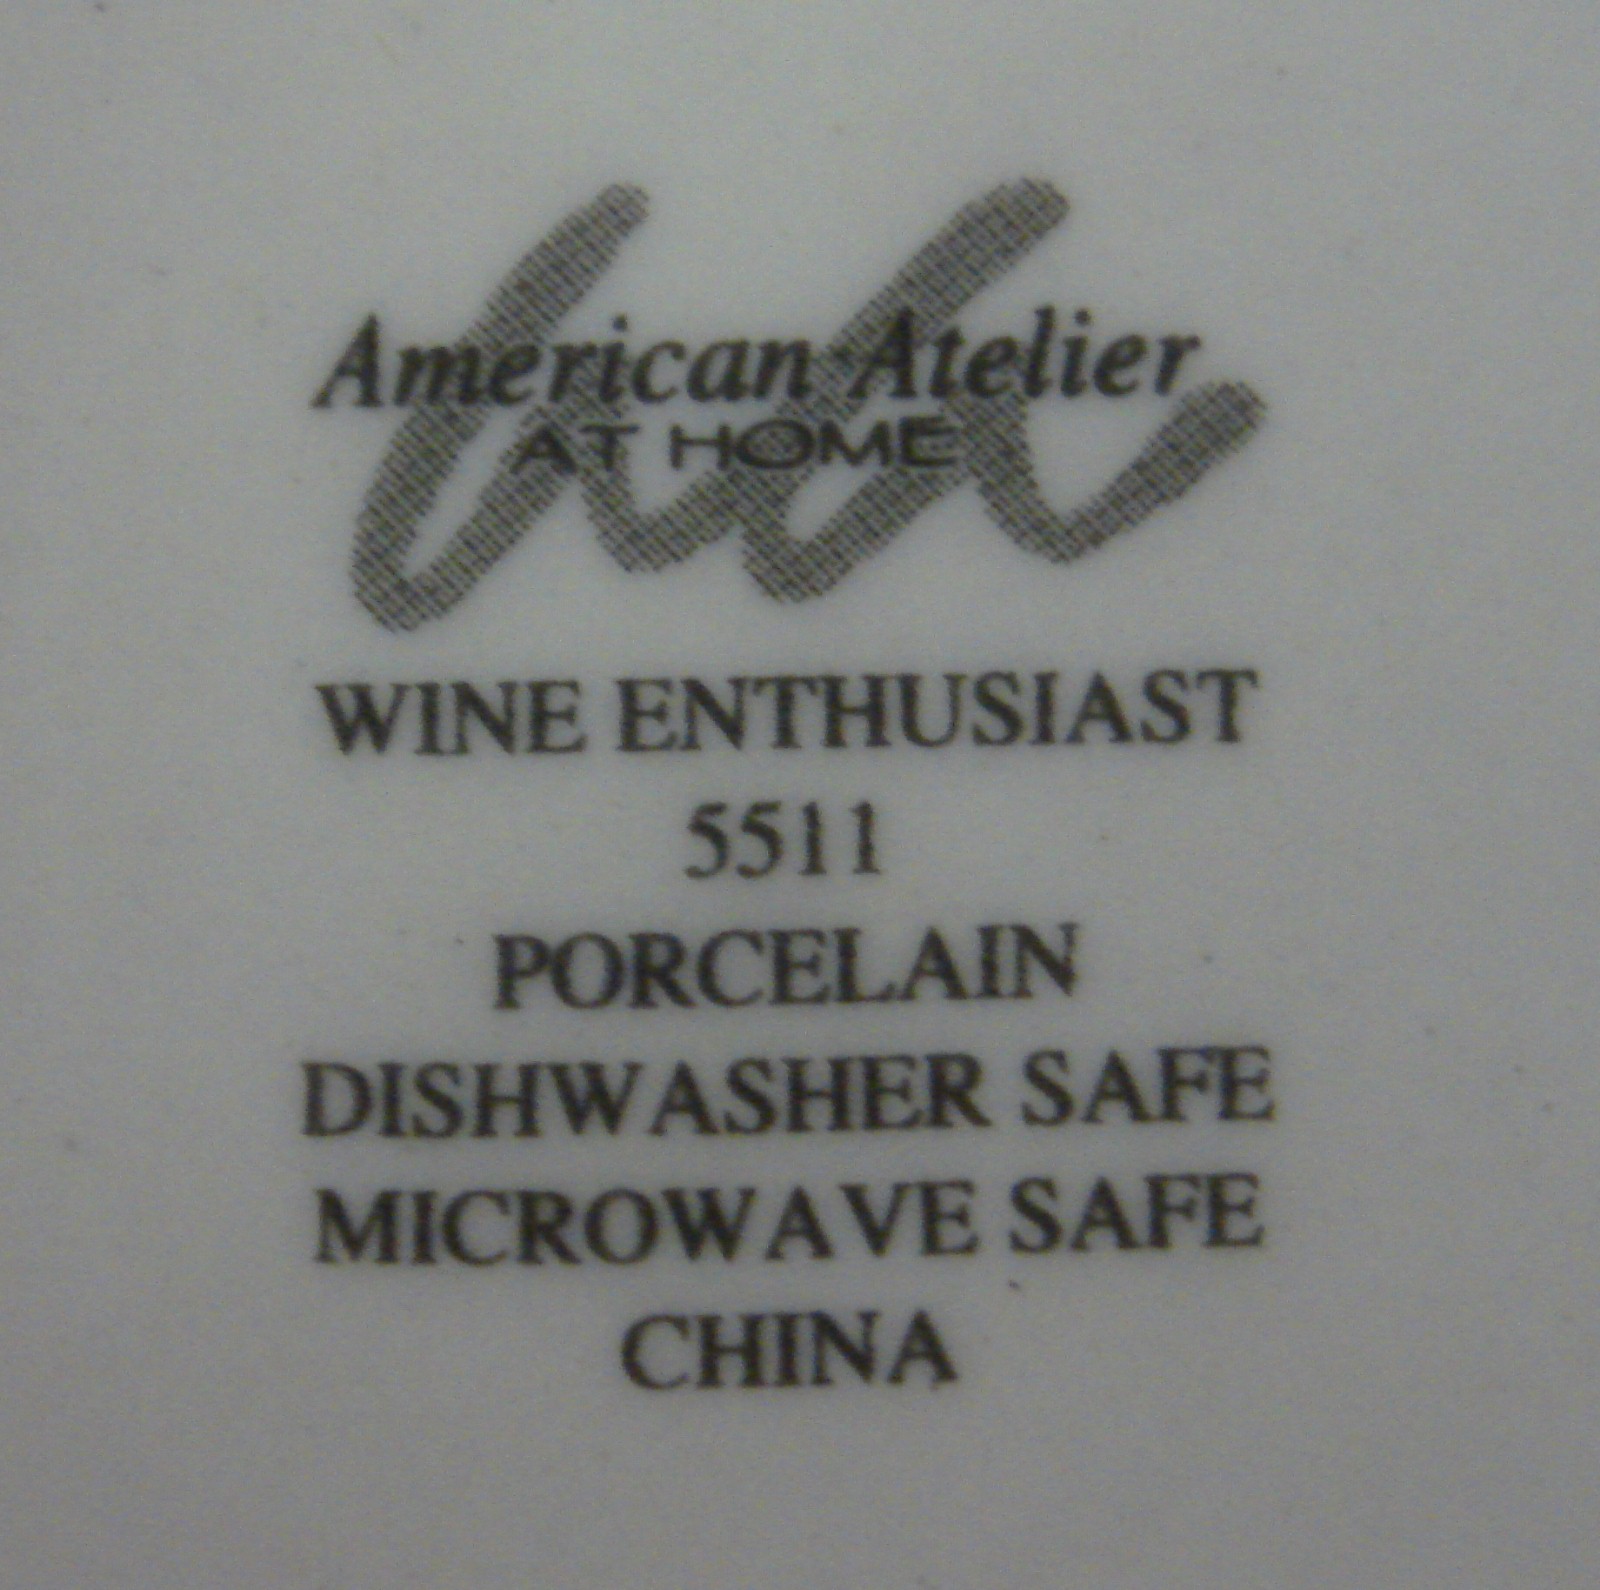 American Atelier
AT HOME
WINE ENTHUSIAST
5511
PORCELAIN
DISHWASHER SAFE
MICROWAVE SAFE
CHINA